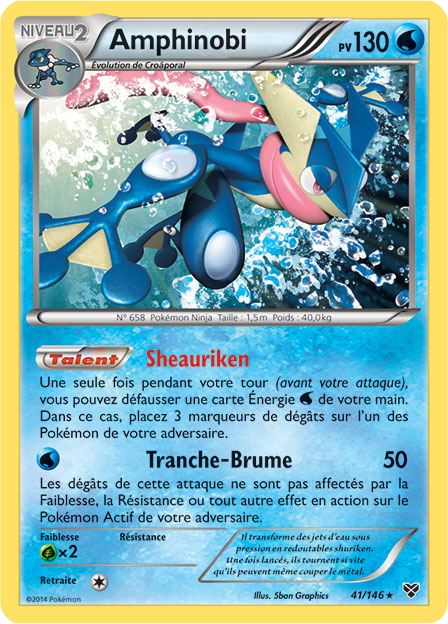 NIVEAU2
Amphinobi
PV130
Évolution de Croâporal
N° 658 Pokémon Ninja Taille : 1,5m Poids : 40,0kg
Talent Sheauriken
Une seule fois pendant votre tour (avant votre attaque),
vous pouvez défausser une carte Énergie de votre main.
Dans ce cas, placez 3 marqueurs de dégâts sur l'un des
Pokémon de votre adversaire.
Tranche-Brume 50
Les dégâts de cette attaque ne sont pas affectés par la
Faiblesse, la Résistance ou tout autre effet en action sur le
Pokémon Actif de votre adversaire.
Faiblesse Résistance
×2
Retraite
Il transforme des jets d'eau sous
pression en redoutables shuriken.
Une fois lancés, ils tournent si vite
qu'ils peuvent même couper le métal.
©2014 Pokémon
Illus. 5ban Graphics 41/146 ★
XY